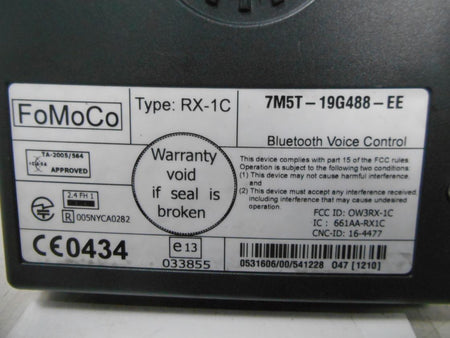 FoMoCo
Type: RX-1C
7M5T-19G488-EE
Bluetooth Voice Control
TA-2005/564
APPROVED
Warranty
void
if seal is
broken
This device complies with part 15 of the FCC rules.
Operation is subject to the following two conditions:
(1) This device may not cause harmful interference.
and
(2) This device must accept any interference received,
including interference that may cause undesired
operation.
2.4 FH 1
R 005NYCA0282
FCC ID: OW3RX-1C
IC : 661AA-RX1C
CNC-ID: 16-4477
CE0434
e13
033855
0531606/00/541228 047 [1210]